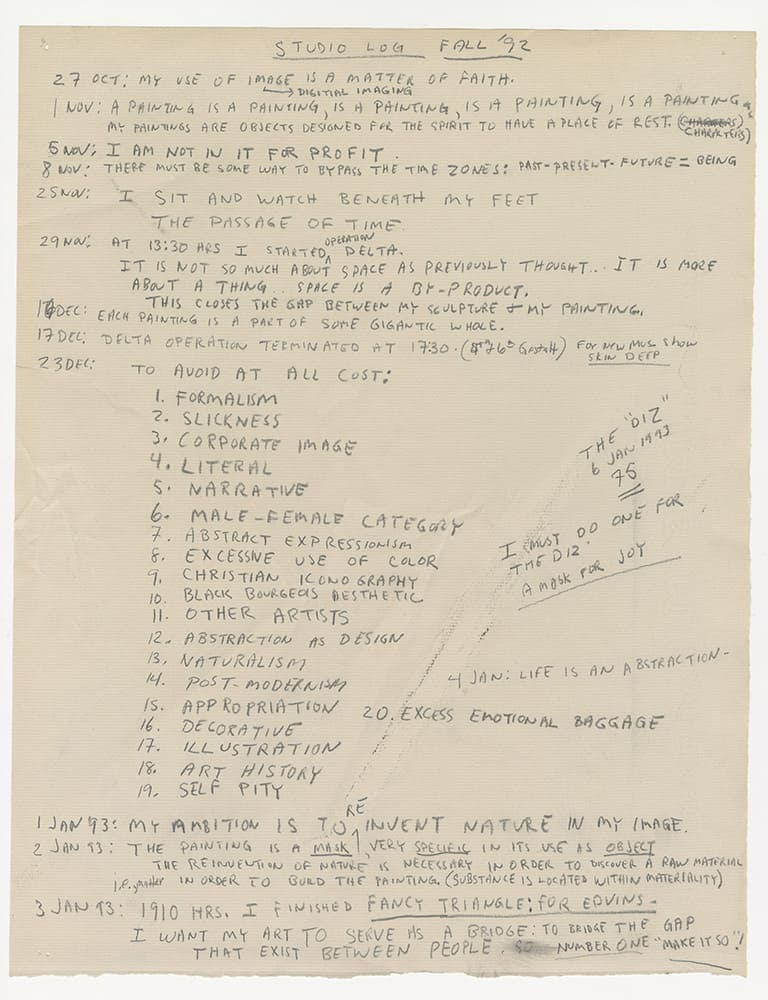 STUDIO LOG FALL '92
27 OCT: MY USE OF IMAGE IS A MATTER OF FAITH.
DIGITIAL IMAGING
1 NOV: A PAINTING IS A PAINTING, IS A PAINTING, IS A PAINTING, IS A PAINTING
MY PAINTINGS ARE OBJECTS DESIGNED FOR THE SPIRIT TO HAVE A PLACE OF REST.
CHARACTERS)
5 NOV: I AM NOT IN IT FOR PROFIT.
8 NOV: THERE MUST BE SOME WAY TO BYPASS THE TIME ZONES: PAST-PRESENT-FUTURE = BEING
25 NOV: I SIT AND WATCH BENEATH MY FEET
THE PASSAGE OF TIME
29 NOV: AT 13:30 HRS I STARTED OPERATION DELTA.
IT IS NOT SO MUCH ABOUT SPACE AS PREVIOUSLY THOUGHT... IT IS MORE
ABOUT A THING.. SPACE IS A BY-PRODUCT.
THIS CLOSES THE GAP BETWEEN MY SCULPTURE & MY PAINTING.
DEC: EACH PAINTING IS A PART OF SOME GIGANTIC WHOLE.
17 DEC: DELTA OPERATION TERMINATED AT 17:30. FOR NEW MUS. SHOW
SKIN DEEP
23 DEC: TO AVOID AT ALL COST:
1. FORMALISM
2. SLICKNESS
3. CORPORATE IMAGE
4. LITERAL
5. NARRATIVE
6. MALE-FEMALE CATEGORY
7. ABSTRACT EXPRESSIONISM
8. EXCESSIVE USE OF COLOR
9. CHRISTIAN ICONOGRAPHY
10. BLACK BOURGEOIS AESTHETIC
11. OTHER ARTISTS
12. ABSTRACTION AS DESIGN
13. NATURALISM
14. POST-MODERNISM
15. APPROPRIATION
16. DECORATIVE
17. ILLUSTRATION
18. ART HISTORY
19. SELF PITY
20. EXCESS EMOTIONAL BAGGAGE
THE "DIZ"
6 JAN 1993
75
I MUST DO ONE FOR
THE DIZ.
A MASK FOR JOY
4 JAN: LIFE IS AN ABSTRACTION-
1 JAN '93: MY AMBITION IS TO RE INVENT NATURE IN MY IMAGE.
2 JAN 93: THE PAINTING IS A MASK, VERY SPECIFIC IN ITS USE AS OBJECT
THE REINVENTION OF NATURE IS NECESSARY IN ORDER TO DISCOVER A RAW MATERIAL
i.e. matter IN ORDER TO BUILD THE PAINTING. (SUBSTANCE IS LOCATED WITHIN MATERIALITY)
3 JAN 93: 1910 HRS. I FINISHED FANCY TRIANGLE: FOR EDVINS-
I WANT MY ART TO SERVE AS A BRIDGE: TO BRIDGE THE GAP
THAT EXIST BETWEEN PEOPLE. SO NUMBER ONE "MAKE IT SO"!